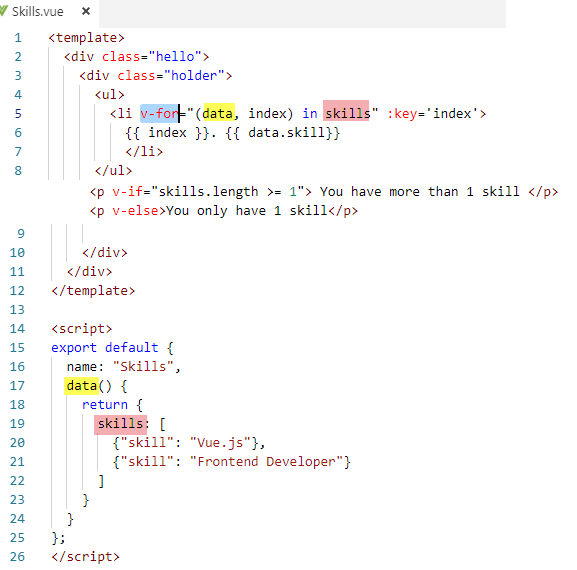 Skills.vue ×
1 <template>
2 <div class="hello">
3 <div class="holder">
4 <ul>
5 <li v-for="(data, index) in skills" :key='index'>
6 {{ index }}. {{ data.skill}}
7 </li>
8 </ul>
<p v-if="skills.length >= 1"> You have more than 1 skill </p>
<p v-else>You only have 1 skill</p>
9
10 </div>
11 </div>
12 </template>
13
14 <script>
15 export default {
16 name: "Skills",
17 data() {
18 return {
19 skills: [
20 {"skill": "Vue.js"},
21 {"skill": "Frontend Developer"}
22 ]
23 }
24 }
25 };
26 </script>